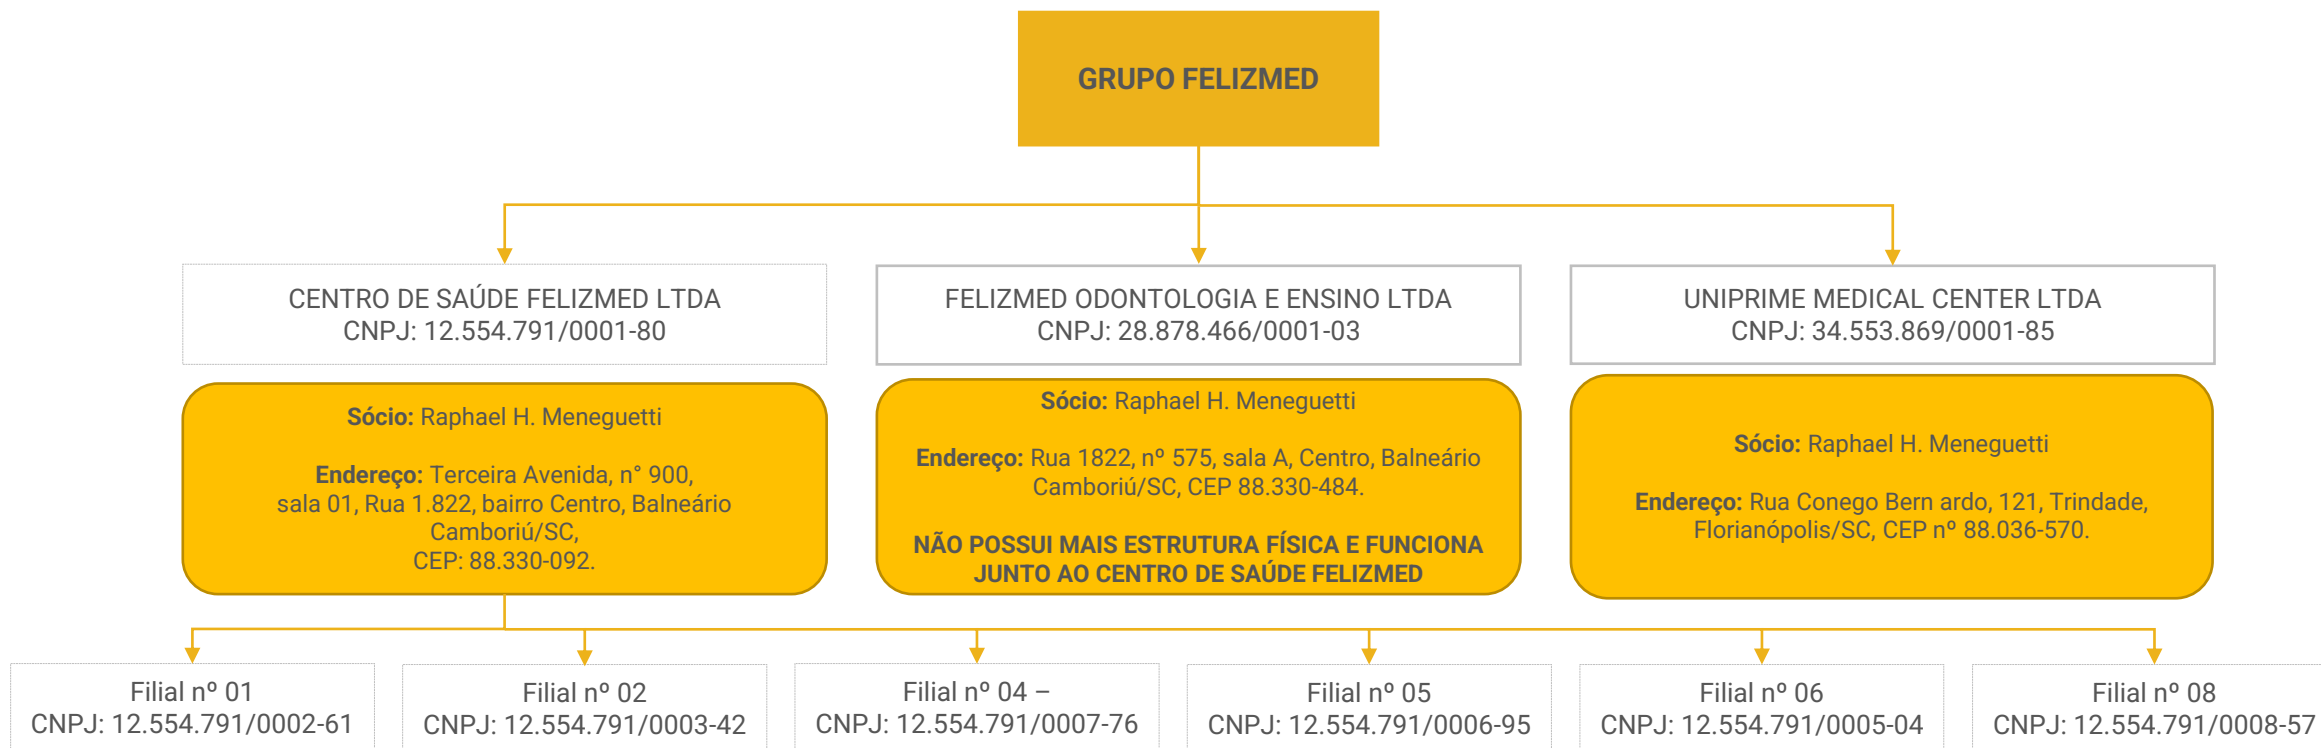 GRUPO FELIZMED
CENTRO DE SAÚDE FELIZMED LTDA
CNPJ: 12.554.791/0001-80
FELIZMED ODONTOLOGIA E ENSINO LTDA
CNPJ: 28.878.466/0001-03
UNIPRIME MEDICAL CENTER LTDA
CNPJ: 34.553.869/0001-85
Sócio: Raphael H. Meneguetti
Endereço: Terceira Avenida, n° 900,
sala 01, Rua 1.822, bairro Centro, Balneário
Camboriú/SC,
CEP: 88.330-092.
Sócio: Raphael H. Meneguetti
Endereço: Rua 1822, nº 575, sala A, Centro, Balneário
Camboriú/SC, CEP 88.330-484.
NÃO POSSUI MAIS ESTRUTURA FÍSICA E FUNCIONA
JUNTO AO CENTRO DE SAÚDE FELIZMED
Sócio: Raphael H. Meneguetti
Endereço: Rua Conego Bern ardo, 121, Trindade,
Florianópolis/SC, CEP nº 88.036-570.
Filial nº 01
CNPJ: 12.554.791/0002-61
Filial nº 02
CNPJ: 12.554.791/0003-42
Filial nº 04 –
CNPJ: 12.554.791/0007-76
Filial nº 05
CNPJ: 12.554.791/0006-95
Filial nº 06
CNPJ: 12.554.791/0005-04
Filial nº 08
CNPJ: 12.554.791/0008-57